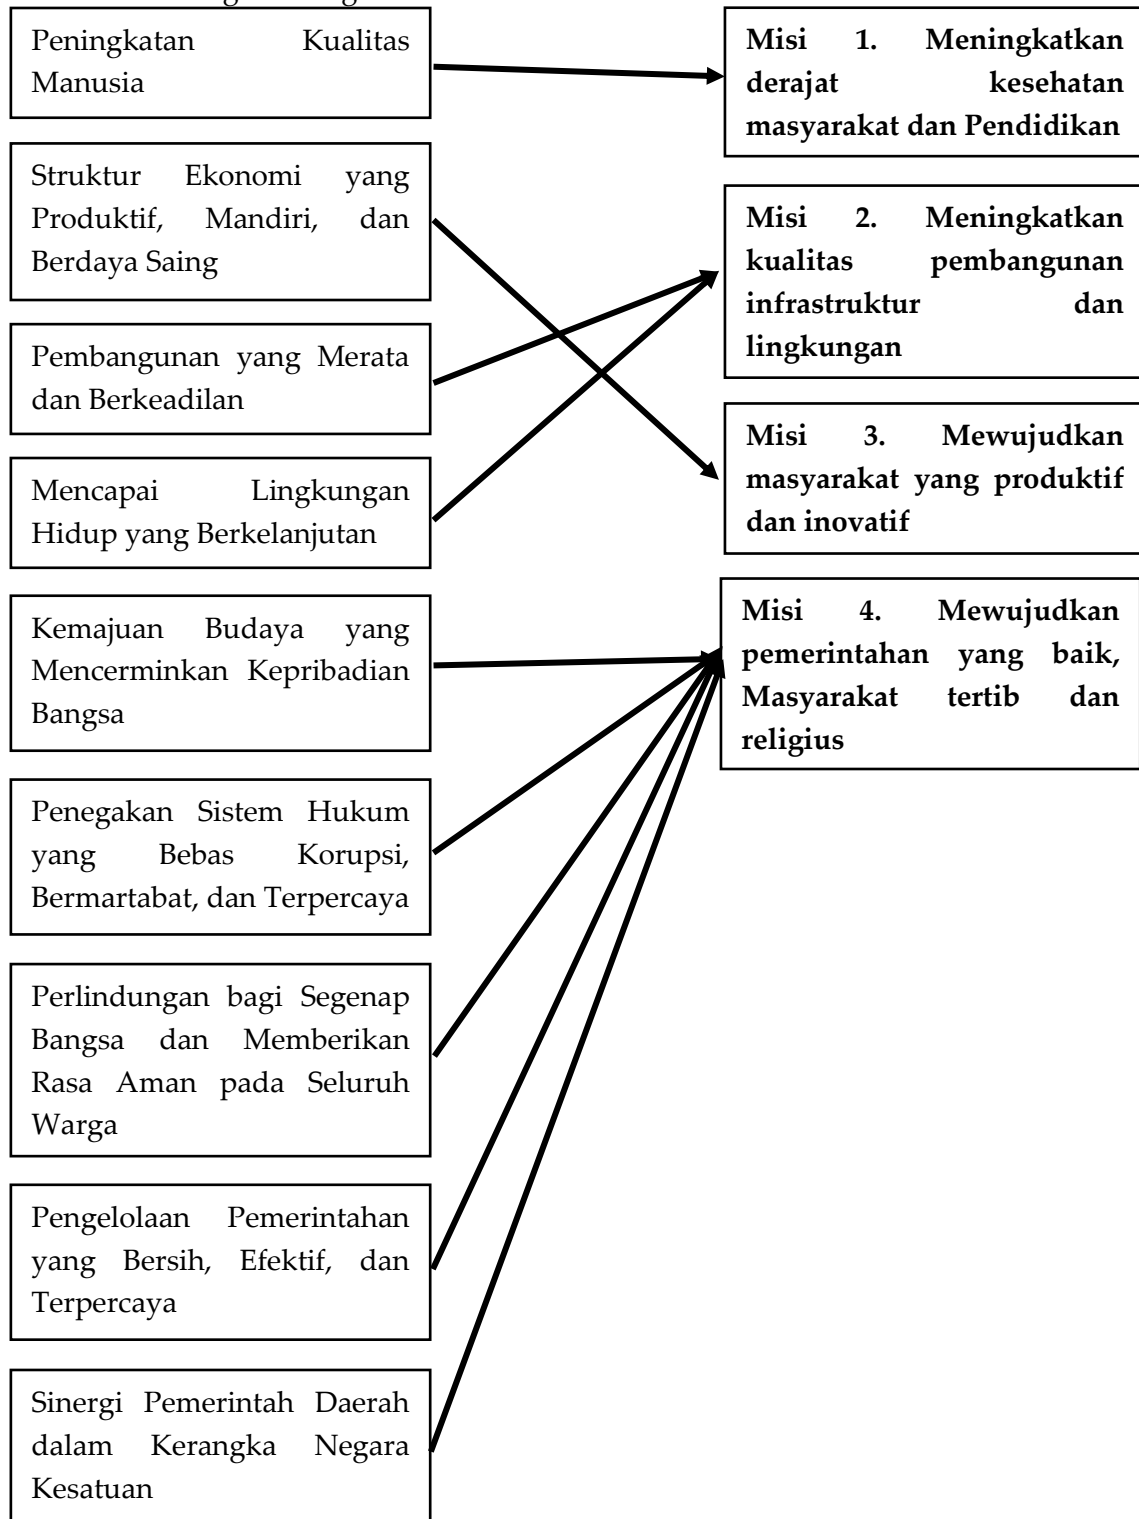 Peningkatan Kualitas
Manusia
Struktur Ekonomi yang
Produktif, Mandiri, dan
Berdaya Saing
Pembangunan yang Merata
dan Berkeadilan
Mencapai Lingkungan
Hidup yang Berkelanjutan
Kemajuan Budaya yang
Mencerminkan Kepribadian
Bangsa
Penegakan Sistem Hukum
yang Bebas Korupsi,
Bermartabat, dan Terpercaya
Perlindungan bagi Segenap
Bangsa dan Memberikan
Rasa Aman pada Seluruh
Warga
Pengelolaan Pemerintahan
yang Bersih, Efektif, dan
Terpercaya
Sinergi Pemerintah Daerah
dalam Kerangka Negara
Kesatuan
Misi 1. Meningkatkan
derajat kesehatan
masyarakat dan Pendidikan
Misi 2. Meningkatkan
kualitas pembangunan
infrastruktur dan
lingkungan
Misi 3. Mewujudkan
masyarakat yang produktif
dan inovatif
Misi 4. Mewujudkan
pemerintahan yang baik,
Masyarakat tertib dan
religius